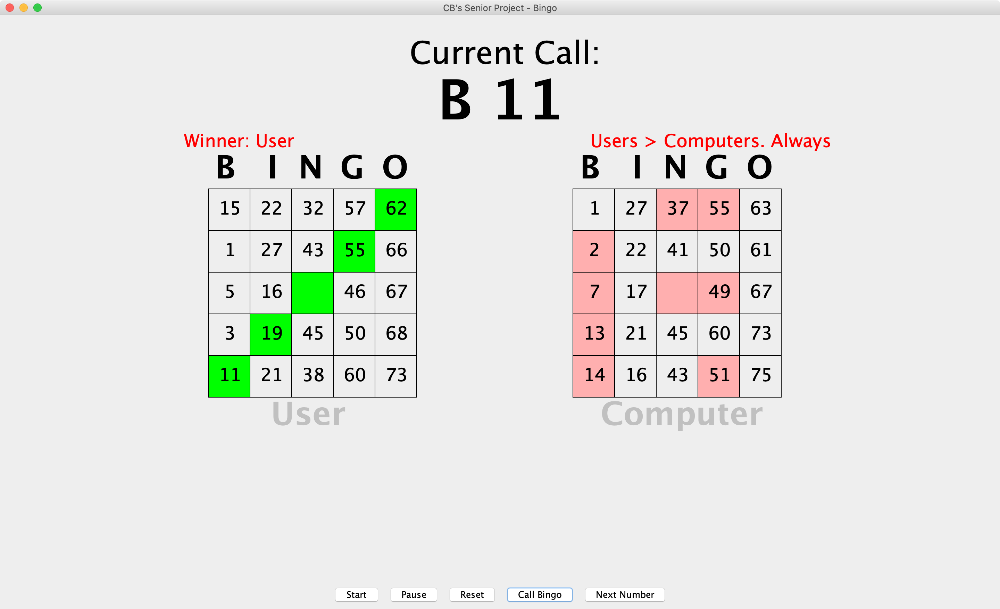 CB's Senior Project - Bingo
Current Call:
B 11
Winner: User
Users > Computers. Always
B I N G O
15 22 32 57 62
1 27 43 55 66
5 16 46 67
3 19 45 50 68
11 21 38 60 73
User
B I N G O
1 27 37 55 63
2 22 41 50 61
7 17 49 67
13 21 45 60 73
14 16 43 51 75
Computer
Start Pause Reset Call Bingo Next Number